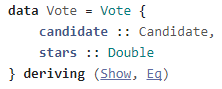 data Vote = Vote {
    candidate :: Candidate,
    stars :: Double
} deriving (Show, Eq)